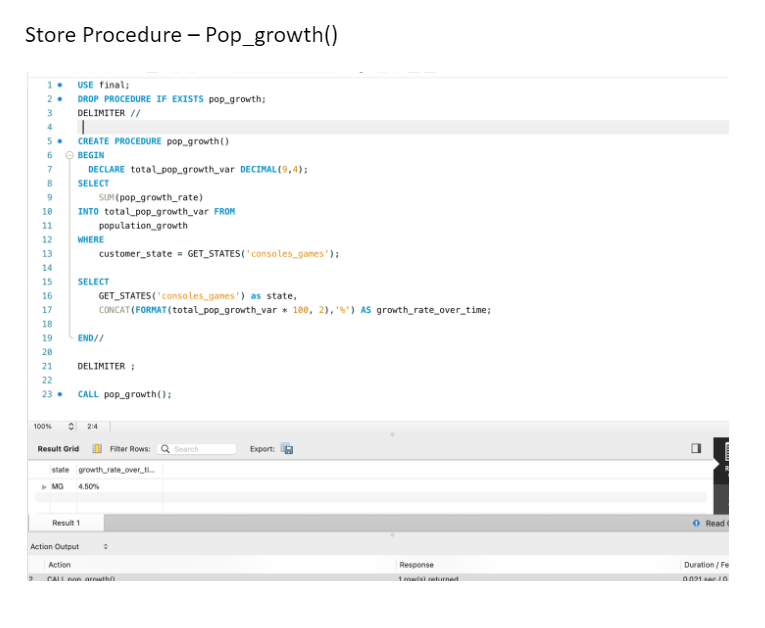 Store Procedure – Pop_growth()
1 USE final;
2 DROP PROCEDURE IF EXISTS pop_growth;
3 DELIMITER //
4
5 CREATE PROCEDURE pop_growth()
6 BEGIN
7 DECLARE total_pop_growth_var DECIMAL(9,4);
8 SELECT
9 SUM(pop_growth_rate)
10 INTO total_pop_growth_var FROM
11 population_growth
12 WHERE
13 customer_state = GET_STATES('consoles_games');
14
15 SELECT
16 GET_STATES('consoles_games') as state,
17 CONCAT(FORMAT(total_pop_growth_var * 100, 2),'%') AS growth_rate_over_time;
18
19 END//
20
21 DELIMITER ;
22
23 CALL pop_growth();
100% 2:4
Result Grid Filter Rows: Search Export:
state growth_rate_over_ti...
MG 4.50%
Result 1 Read
Action Output
Action Response Duration / Fe
2 CALL pop_growth() 1 row(s) returned 0.021 sec / 0